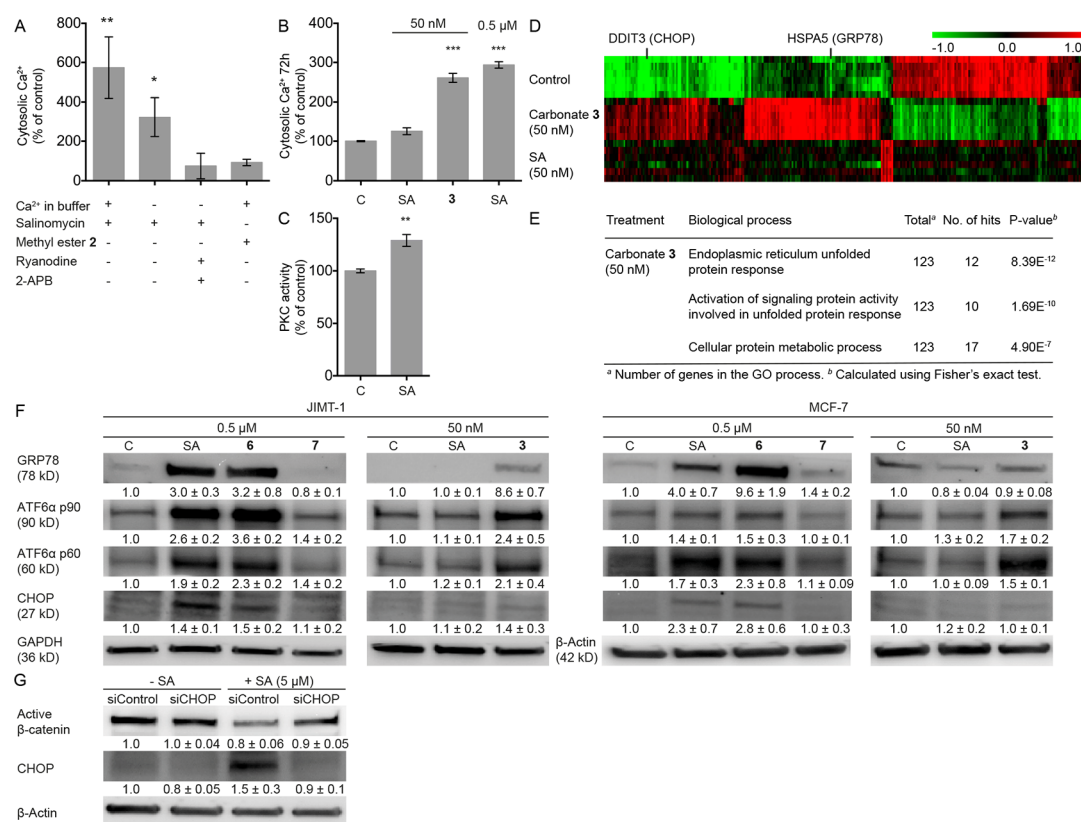 A
800
600
400
200
0
Cytosolic Ca²⁺
(% of control)
**
*
Ca²⁺ in buffer + - - +
Salinomycin + + + -
Methyl ester 2 - - - +
Ryanodine - - + -
2-APB - - + -
B
50 nM
0.5 µM
400
300
200
100
0
Cytosolic Ca²⁺ 72h
(% of control)
***
***
C SA 3 SA
C
150
100
50
0
PKC activity
(% of control)
**
C SA
D
DDIT3 (CHOP)
HSPA5 (GRP78)
-1.0 0.0 1.0
Control
Carbonate 3
(50 nM)
SA
(50 nM)
E
Treatment Biological process Totalᵃ No. of hits P-valueᵇ
Carbonate 3 Endoplasmic reticulum unfolded
(50 nM) protein response 123 12 8.39E⁻¹²
Activation of signaling protein activity
involved in unfolded protein response 123 10 1.69E⁻¹⁰
Cellular protein metabolic process 123 17 4.90E⁻⁷
ᵃ Number of genes in the GO process. ᵇ Calculated using Fisher's exact test.
F
JIMT-1
MCF-7
0.5 µM 50 nM 0.5 µM 50 nM
C SA 6 7 C SA 3 C SA 6 7 C SA 3
GRP78
(78 kD)
1.0 3.0 ± 0.3 3.2 ± 0.8 0.8 ± 0.1 1.0 1.0 ± 0.1 8.6 ± 0.7 1.0 4.0 ± 0.7 9.6 ± 1.9 1.4 ± 0.2 1.0 0.8 ± 0.04 0.9 ± 0.08
ATF6α p90
(90 kD)
1.0 2.6 ± 0.2 3.6 ± 0.2 1.4 ± 0.2 1.0 1.1 ± 0.1 2.4 ± 0.5 1.0 1.4 ± 0.1 1.5 ± 0.3 1.0 ± 0.1 1.0 1.3 ± 0.2 1.7 ± 0.2
ATF6α p60
(60 kD)
1.0 1.9 ± 0.2 2.3 ± 0.2 1.4 ± 0.2 1.0 1.2 ± 0.1 2.1 ± 0.4 1.0 1.7 ± 0.3 2.3 ± 0.8 1.1 ± 0.09 1.0 1.0 ± 0.09 1.5 ± 0.1
CHOP
(27 kD)
1.0 1.4 ± 0.1 1.5 ± 0.2 1.1 ± 0.2 1.0 1.1 ± 0.2 1.4 ± 0.3 1.0 2.3 ± 0.7 2.8 ± 0.6 1.0 ± 0.3 1.0 1.2 ± 0.2 1.0 ± 0.1
GAPDH
(36 kD)
β-Actin
(42 kD)
G
- SA + SA (5 µM)
siControl siCHOP siControl siCHOP
Active
β-catenin
1.0 1.0 ± 0.04 0.8 ± 0.06 0.9 ± 0.05
CHOP
1.0 0.8 ± 0.05 1.5 ± 0.3 0.9 ± 0.1
β-Actin